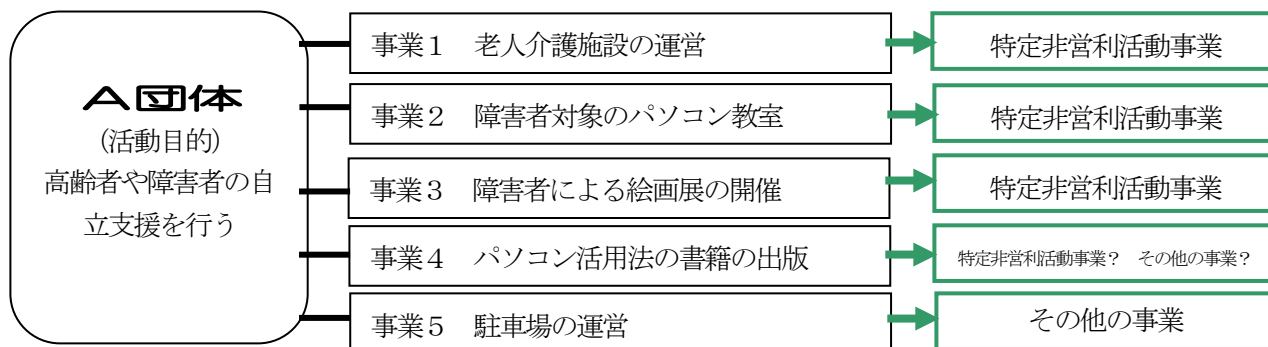 A団体
(活動目的)
高齢者や障害者の自
立支援を行う
事業1 老人介護施設の運営
特定非営利活動事業
事業2 障害者対象のパソコン教室
特定非営利活動事業
事業3 障害者による絵画展の開催
特定非営利活動事業
事業4 パソコン活用法の書籍の出版
特定非営利活動事業? その他の事業?
事業5 駐車場の運営
その他の事業